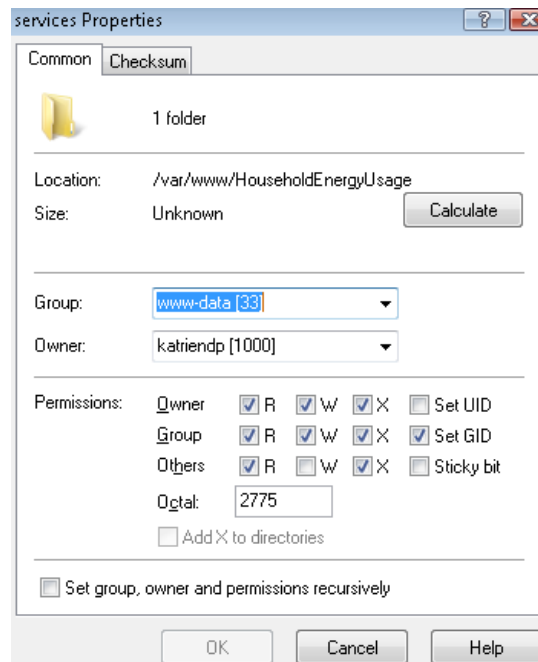 services Properties
Common Checksum
1 folder
Location: /var/www/HouseholdEnergyUsage
Size: Unknown Calculate
Group: www-data [33]
Owner: katriendp [1000]
Permissions: Owner R W X Set UID
Group R W X Set GID
Others R W X Sticky bit
Octal: 2775
Add X to directories
Set group, owner and permissions recursively
OK Cancel Help